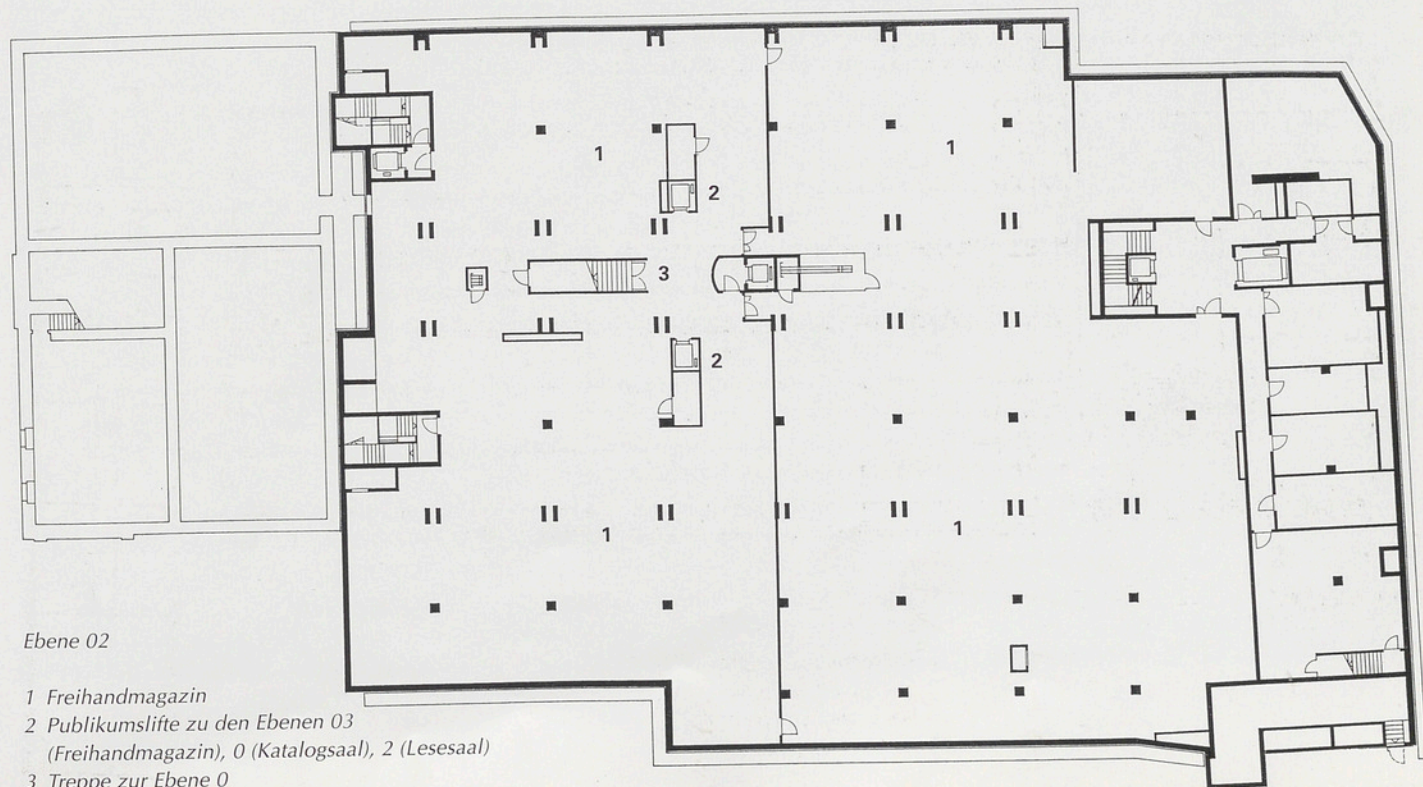 1
1
2
3
2
1
1
Ebene 02
1 Freihandmagazin
2 Publikumslifte zu den Ebenen 03
(Freihandmagazin), 0 (Katalogsaal), 2 (Lesesaal)
3 Treppe zur Ebene 0